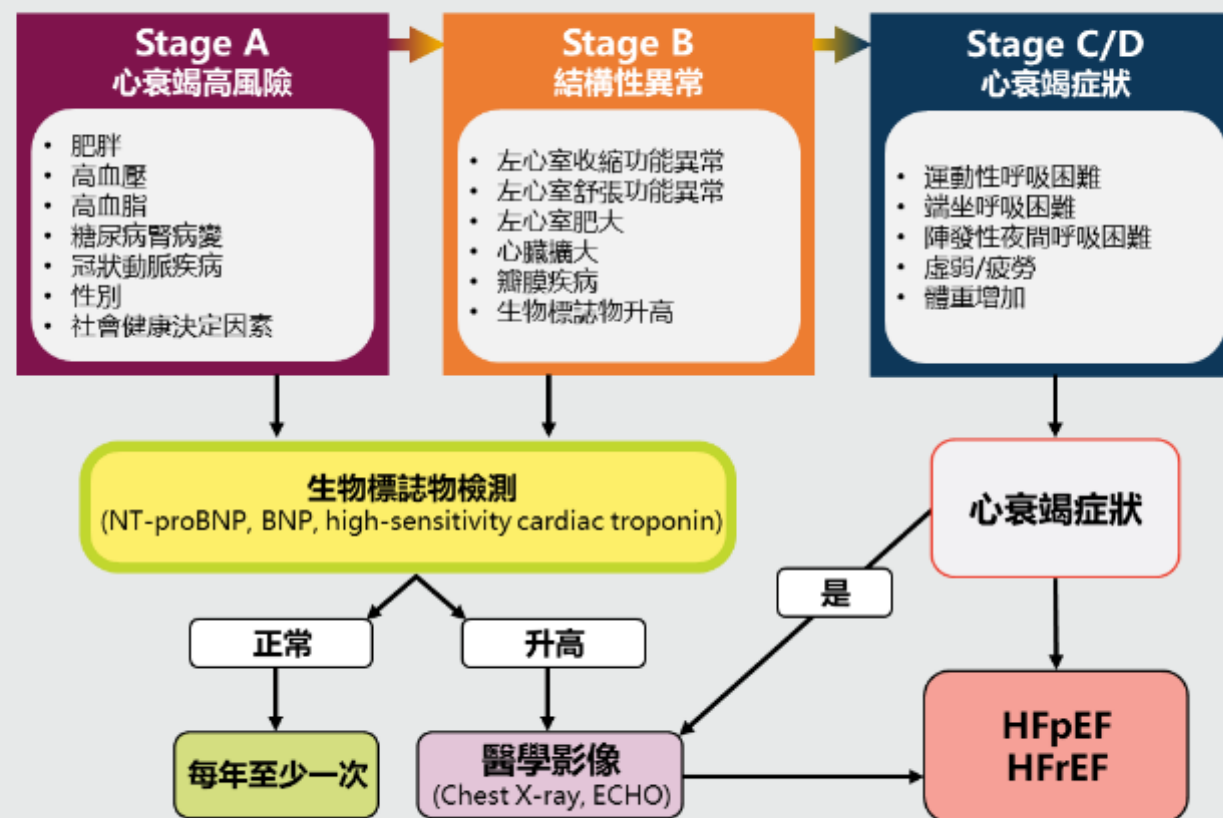 Stage A
心衰竭高風險
• 肥胖
• 高血壓
• 高血脂
• 糖尿病腎病變
• 冠狀動脈疾病
• 性別
• 社會健康決定因素
Stage B
結構性異常
• 左心室收縮功能異常
• 左心室舒張功能異常
• 左心室肥大
• 心臟擴大
• 瓣膜疾病
• 生物標誌物升高
Stage C/D
心衰竭症狀
• 運動性呼吸困難
• 端坐呼吸困難
• 陣發性夜間呼吸困難
• 虛弱/疲勞
• 體重增加
生物標誌物檢測
(NT-proBNP, BNP, high-sensitivity cardiac troponin)
心衰竭症狀
是
正常
升高
每年至少一次
醫學影像
(Chest X-ray, ECHO)
HFpEF
HFrEF